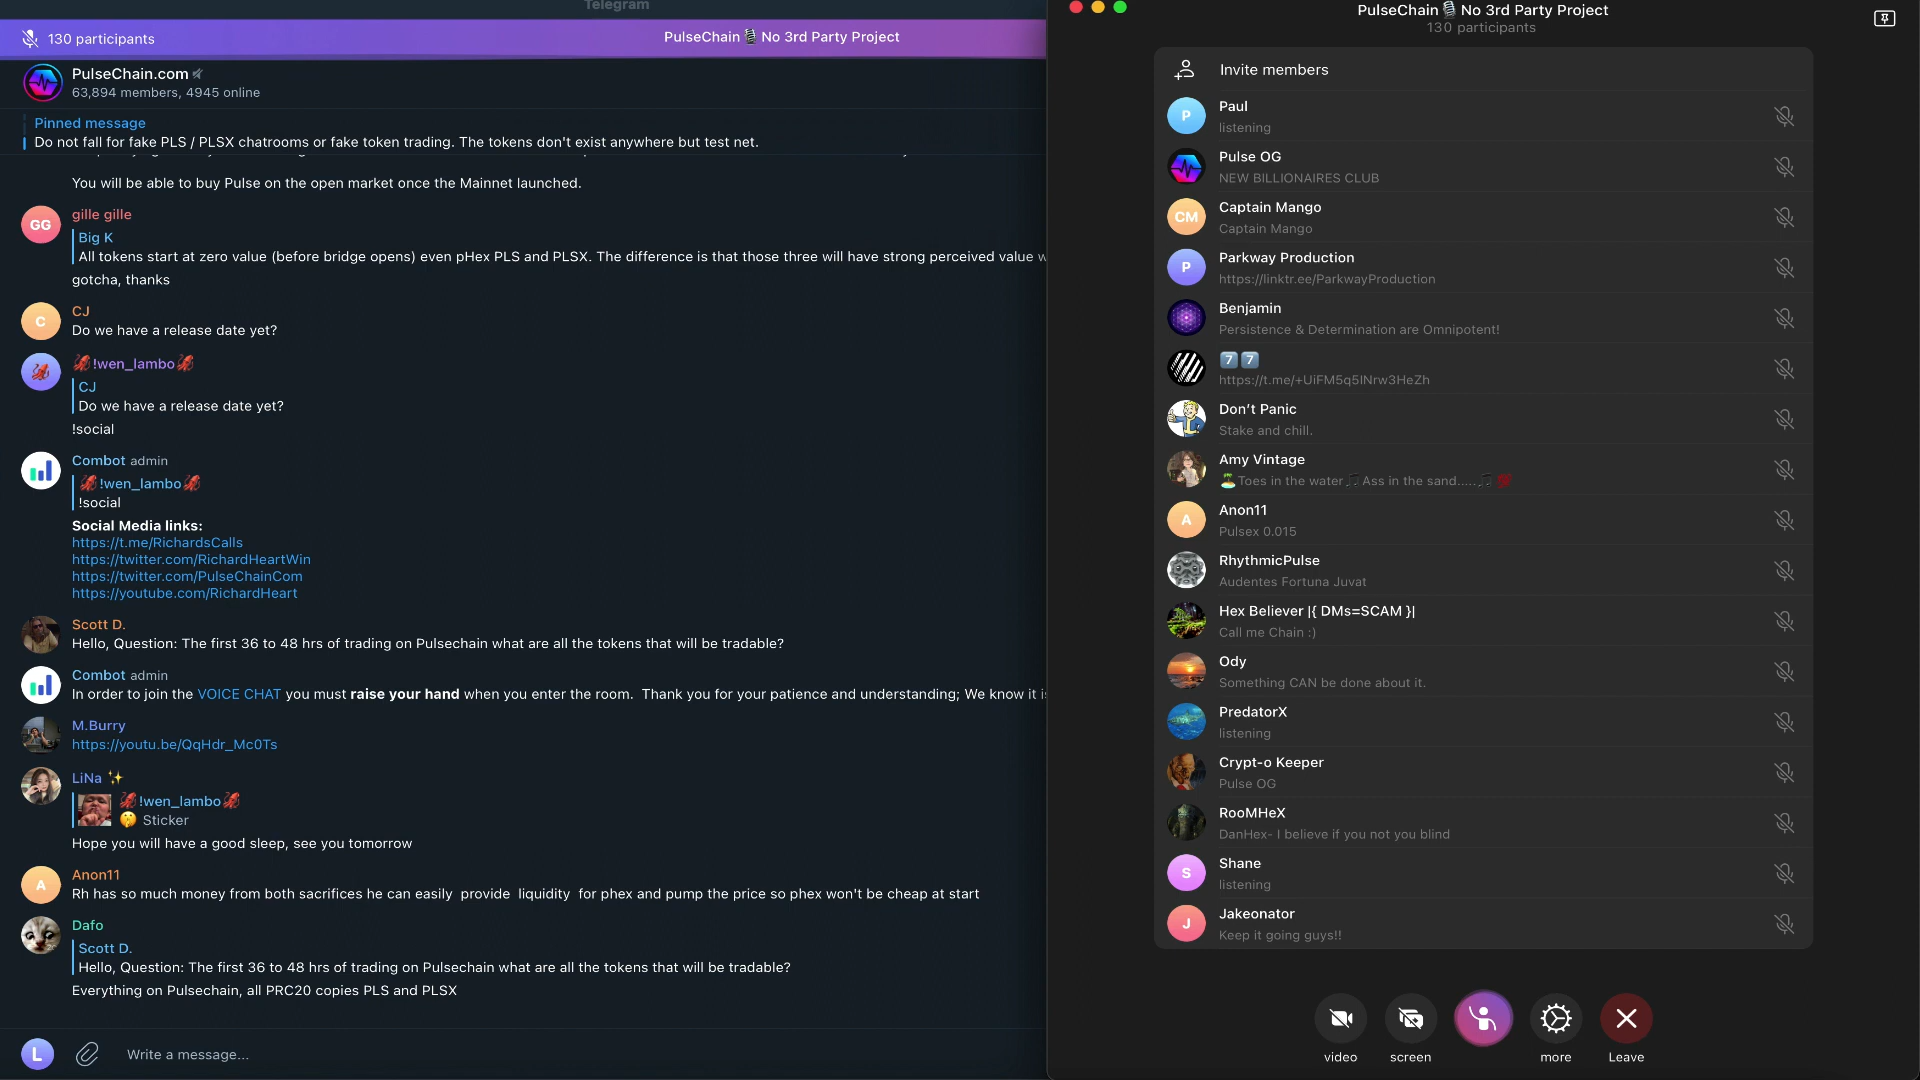 Telegram
130 participants
PulseChain🎙 No 3rd Party Project
PulseChain.com
63,894 members, 4945 online
Pinned message
Do not fall for fake PLS / PLSX chatrooms or fake token trading. The tokens don't exist anywhere but test net.
You will be able to buy Pulse on the open market once the Mainnet launched.
GG
gille gille
Big K
All tokens start at zero value (before bridge opens) even pHex PLS and PLSX. The difference is that those three will have strong perceived value
gotcha, thanks
C
CJ
Do we have a release date yet?
🦑!wen_lambo🦑
CJ
Do we have a release date yet?
!social
Combot admin
🦑!wen_lambo🦑
!social
Social Media links:
https://t.me/RichardsCalls
https://twitter.com/RichardHeartWin
https://twitter.com/PulseChainCom
https://youtube.com/RichardHeart
Scott D.
Hello, Question: The first 36 to 48 hrs of trading on Pulsechain what are all the tokens that will be tradable?
Combot admin
In order to join the VOICE CHAT you must raise your hand when you enter the room. Thank you for your patience and understanding; We know it
M.Burry
https://youtu.be/QqHdr_Mc0Ts
LiNa ✨
🦑!wen_lambo🦑
🤫 Sticker
Hope you will have a good sleep, see you tomorrow
A
Anon11
Rh has so much money from both sacrifices he can easily provide liquidity for phex and pump the price so phex won't be cheap at start
Dafo
Scott D.
Hello, Question: The first 36 to 48 hrs of trading on Pulsechain what are all the tokens that will be tradable?
Everything on Pulsechain, all PRC20 copies PLS and PLSX
L
Write a message...
PulseChain🎙 No 3rd Party Project
130 participants
Invite members
P
Paul
listening
Pulse OG
NEW BILLIONAIRES CLUB
CM
Captain Mango
Captain Mango
P
Parkway Production
https://linktr.ee/ParkwayProduction
Benjamin
Persistence & Determination are Omnipotent!
7️⃣ 7️⃣
https://t.me/+UiFM5q5lNrw3HeZh
Don't Panic
Stake and chill.
Amy Vintage
🏝Toes in the water🎵Ass in the sand.....🎵 💯
A
Anon11
Pulsex 0.015
RhythmicPulse
Audentes Fortuna Juvat
Hex Believer |{ DMs=SCAM }|
Call me Chain :)
Ody
Something CAN be done about it.
PredatorX
listening
Crypt-o Keeper
Pulse OG
RooMHeX
DanHex- I believe if you not you blind
S
Shane
listening
J
Jakeonator
Keep it going guys!!
video
screen
more
Leave